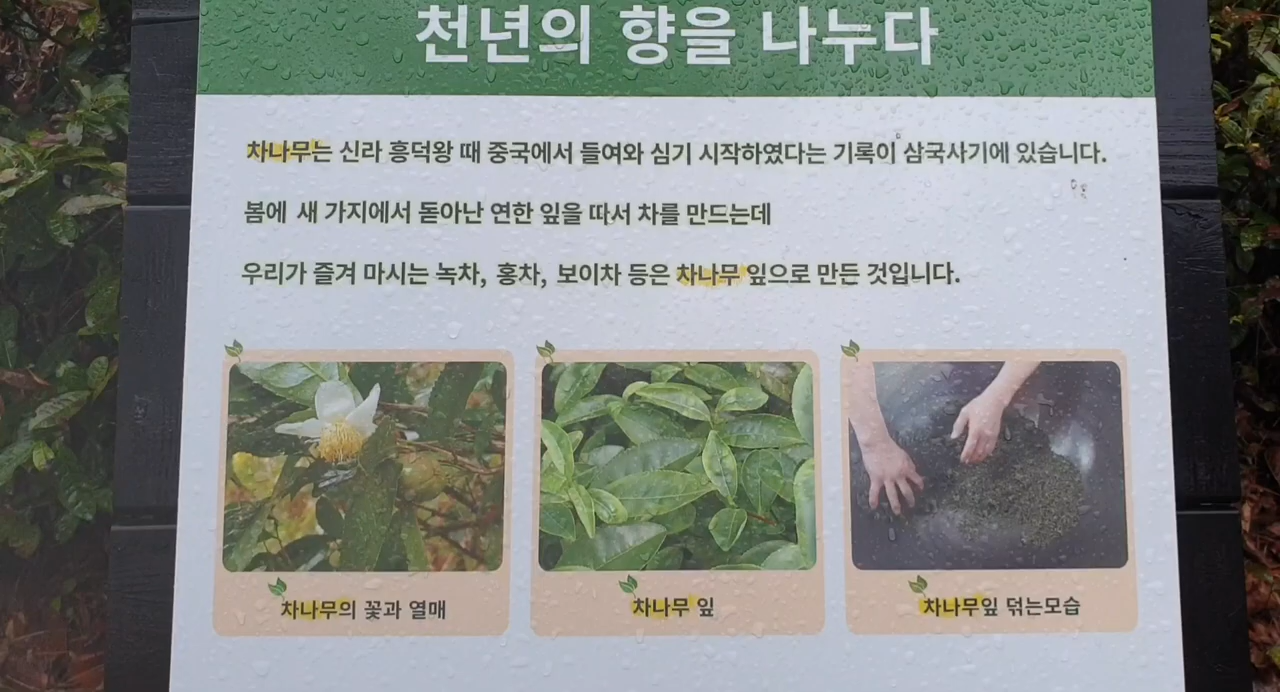 천년의 향을 나누다
차나무는 신라 흥덕왕 때 중국에서 들여와 심기 시작하였다는 기록이 삼국사기에 있습니다.
봄에 새 가지에서 돋아난 연한 잎을 따서 차를 만드는데
우리가 즐겨 마시는 녹차, 홍차, 보이차 등은 차나무 잎으로 만든 것입니다.
차나무의 꽃과 열매
차나무 잎
차나무잎 덖는모습